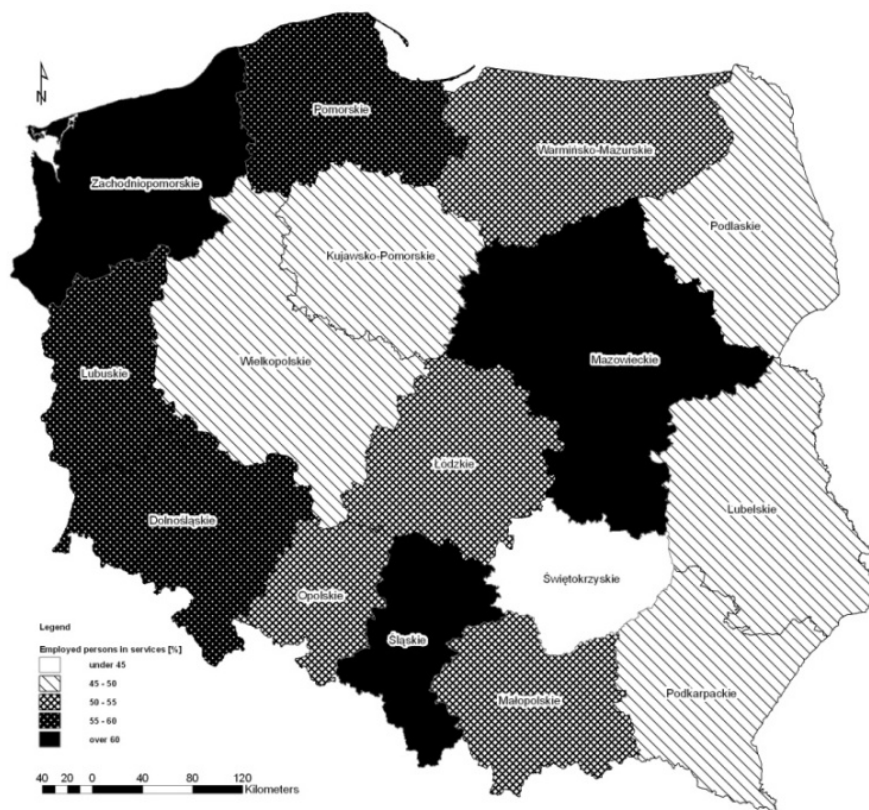 N
Pomorskie
Warmińsko-Mazurskie
Zachodniopomorskie
Podlaskie
Kujawsko-Pomorskie
Wielkopolskie
Mazowieckie
Lubuskie
Łódzkie
Lubelskie
Dolnośląskie
Świętokrzyskie
Opolskie
Śląskie
Podkarpackie
Małopolskie
Legend
Employed persons in services [%]
under 45
45 - 50
50 - 55
55 - 60
over 60
40 20 0 40 80 120
Kilometers